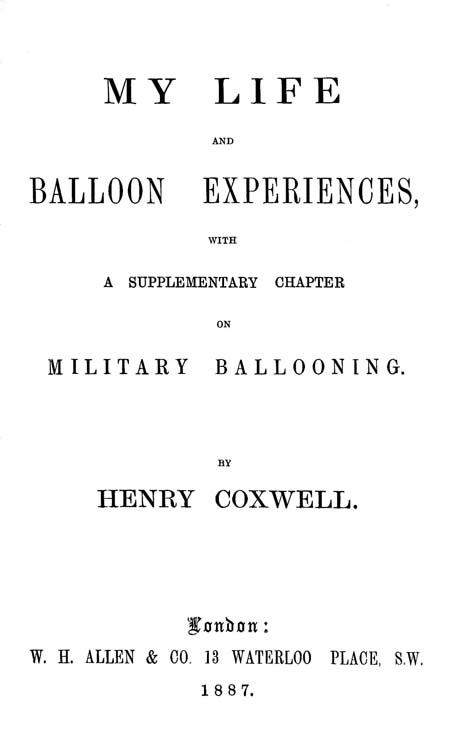 MY LIFE
AND
BALLOON EXPERIENCES,
WITH
A SUPPLEMENTARY CHAPTER
ON
MILITARY BALLOONING.
BY
HENRY COXWELL.
London:
W. H. ALLEN & CO. 13 WATERLOO PLACE, S.W.
1887.